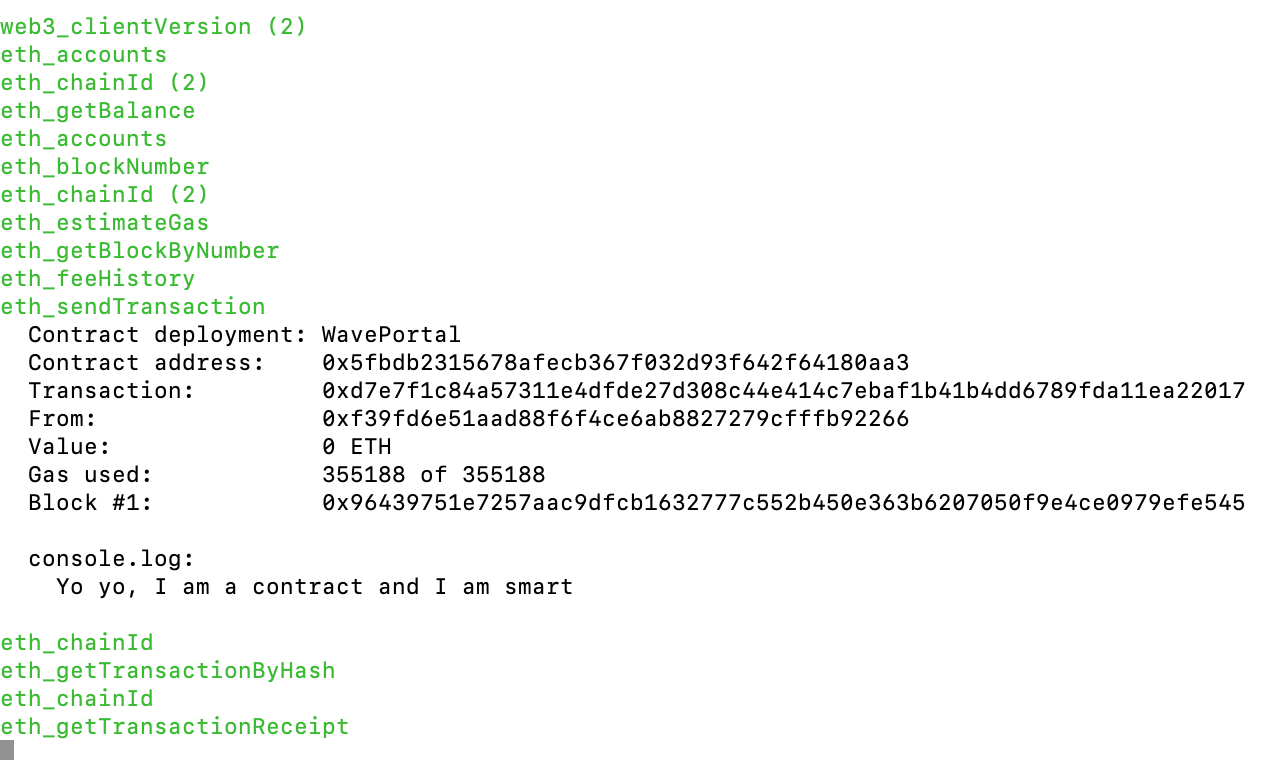 web3_clientVersion (2)
eth_accounts
eth_chainId (2)
eth_getBalance
eth_accounts
eth_blockNumber
eth_chainId (2)
eth_estimateGas
eth_getBlockByNumber
eth_feeHistory
eth_sendTransaction
  Contract deployment: WavePortal
  Contract address:    0x5fbdb2315678afecb367f032d93f642f64180aa3
  Transaction:         0xd7e7f1c84a57311e4dfde27d308c44e414c7ebaf1b41b4dd6789fda11ea22017
  From:                0xf39fd6e51aad88f6f4ce6ab8827279cfffb92266
  Value:               0 ETH
  Gas used:            355188 of 355188
  Block #1:            0x96439751e7257aac9dfcb1632777c552b450e363b6207050f9e4ce0979efe545

  console.log:
    Yo yo, I am a contract and I am smart

eth_chainId
eth_getTransactionByHash
eth_chainId
eth_getTransactionReceipt